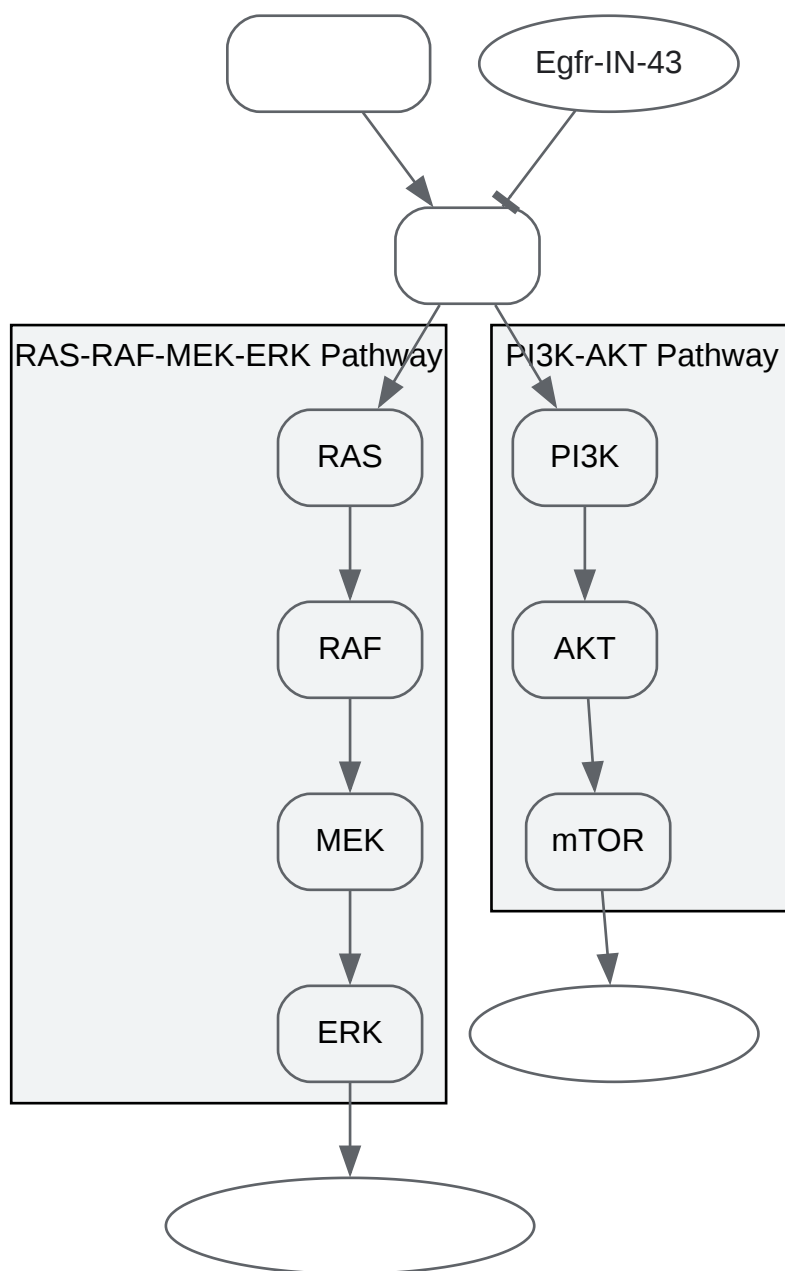 Egfr-IN-43
RAS-RAF-MEK-ERK Pathway
PI3K-AKT Pathway
RAS
PI3K
RAF
AKT
MEK
mTOR
ERK